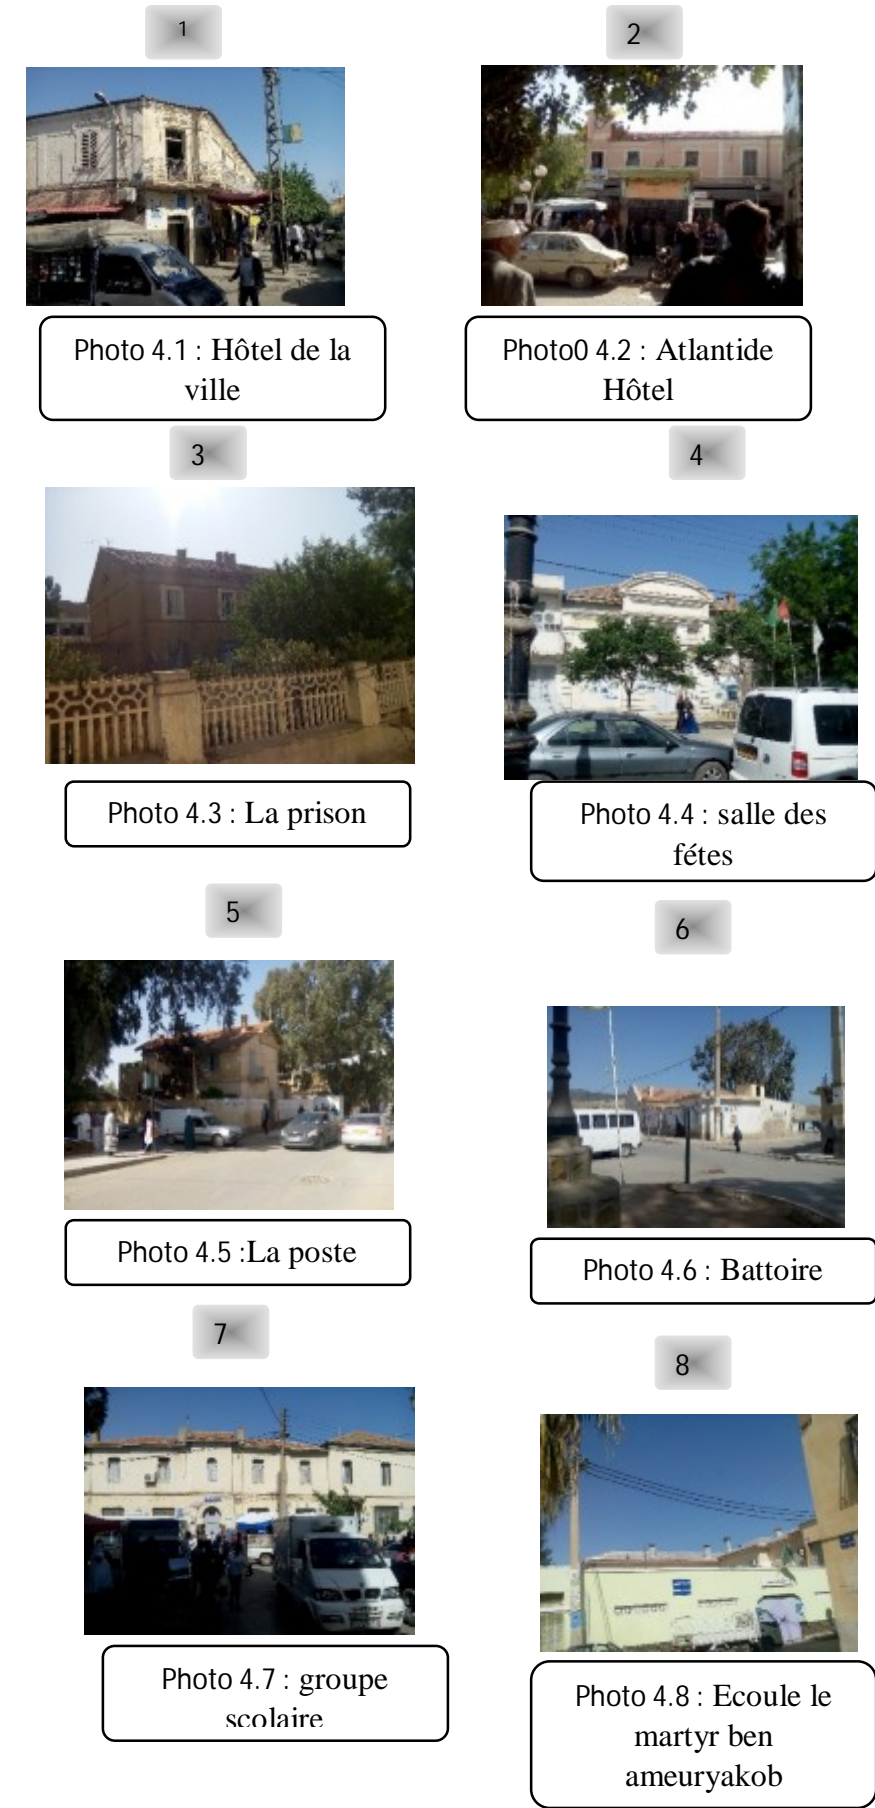 1
2
Photo 4.1 : Hôtel de la
ville
Photo0 4.2 : Atlantide
Hôtel
3
4
Photo 4.3 : La prison
Photo 4.4 : salle des
fétes
5
6
Photo 4.5 :La poste
Photo 4.6 : Battoire
7
8
Photo 4.7 : groupe
scolaire
Photo 4.8 : Ecoule le
martyr ben
ameuryakob